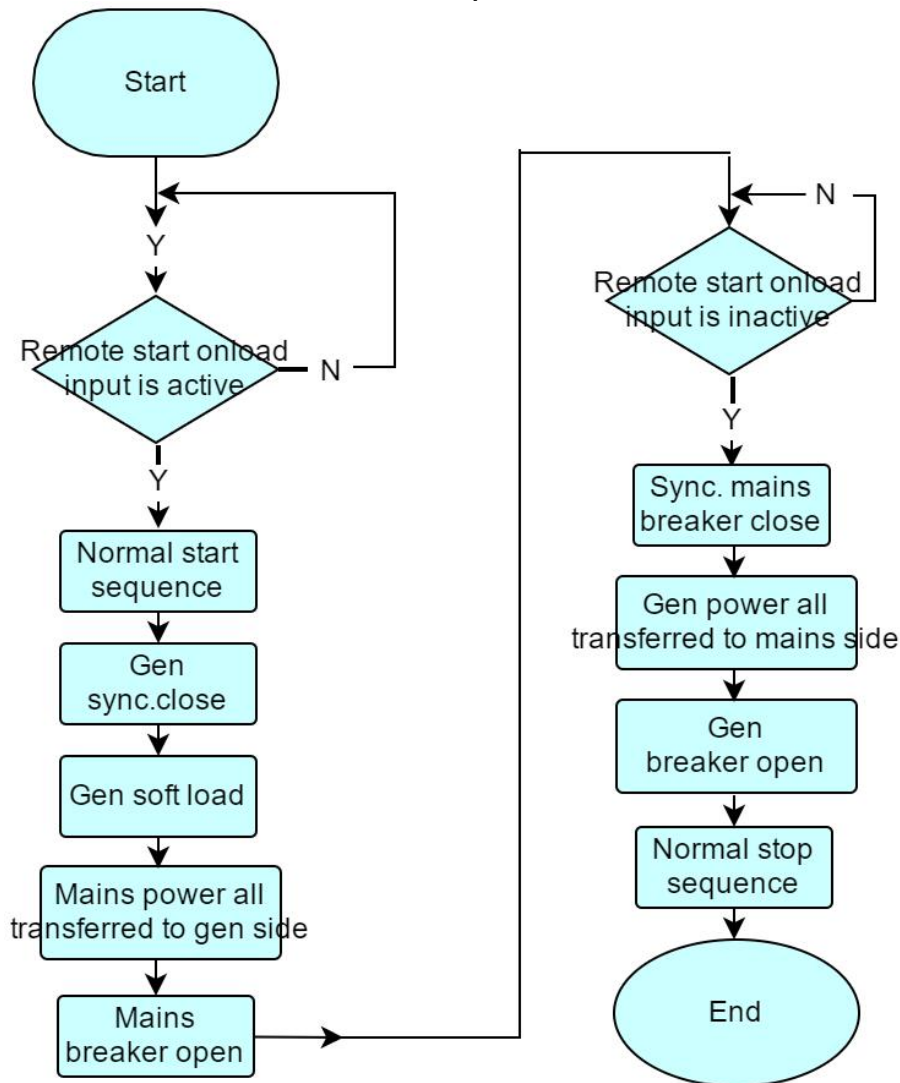 Start
Y
Remote start onload
input is active
N
Y
Normal start
sequence
Gen
sync.close
Gen soft load
Mains power all
transferred to gen side
Mains
breaker open
N
Remote start onload
input is inactive
Y
Sync. mains
breaker close
Gen power all
transferred to mains side
Gen
breaker open
Normal stop
sequence
End